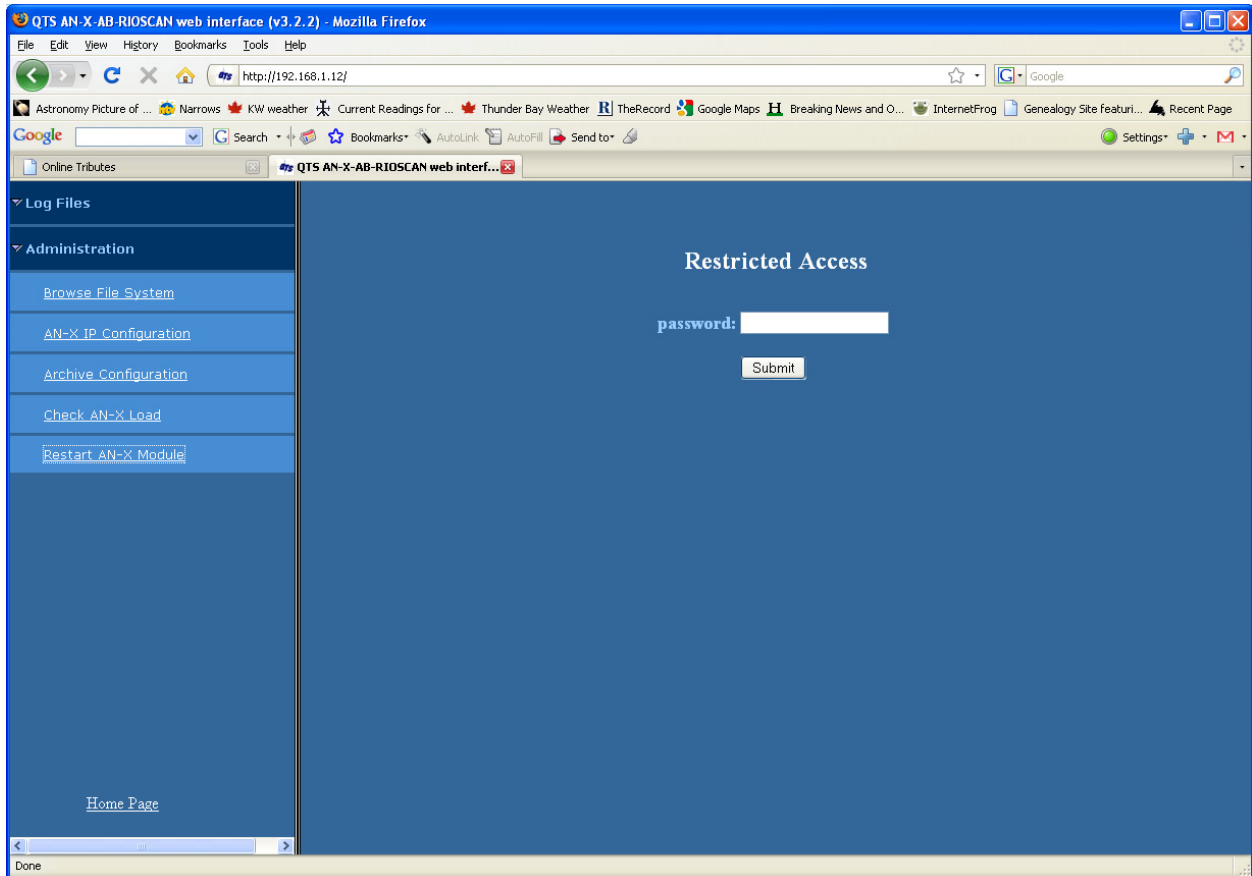 QTS AN-X-AB-RIOSCAN web interface (v3.2.2) - Mozilla Firefox
File Edit View History Bookmarks Tools Help
QTS http://192.168.1.12/ G Google
Astronomy Picture of ... Narrows KW weather Current Readings for ... Thunder Bay Weather R TheRecord Google Maps H Breaking News and O... InternetFrog Genealogy Site featuri... Recent Page
Google G Search Bookmarks AutoLink AutoFill Send to Settings
Online Tributes QTS QTS AN-X-AB-RIOSCAN web interf...
Log Files
Administration
Browse File System
AN-X IP Configuration
Archive Configuration
Check AN-X Load
Restart AN-X Module
Home Page
Restricted Access
password:
Submit
Done